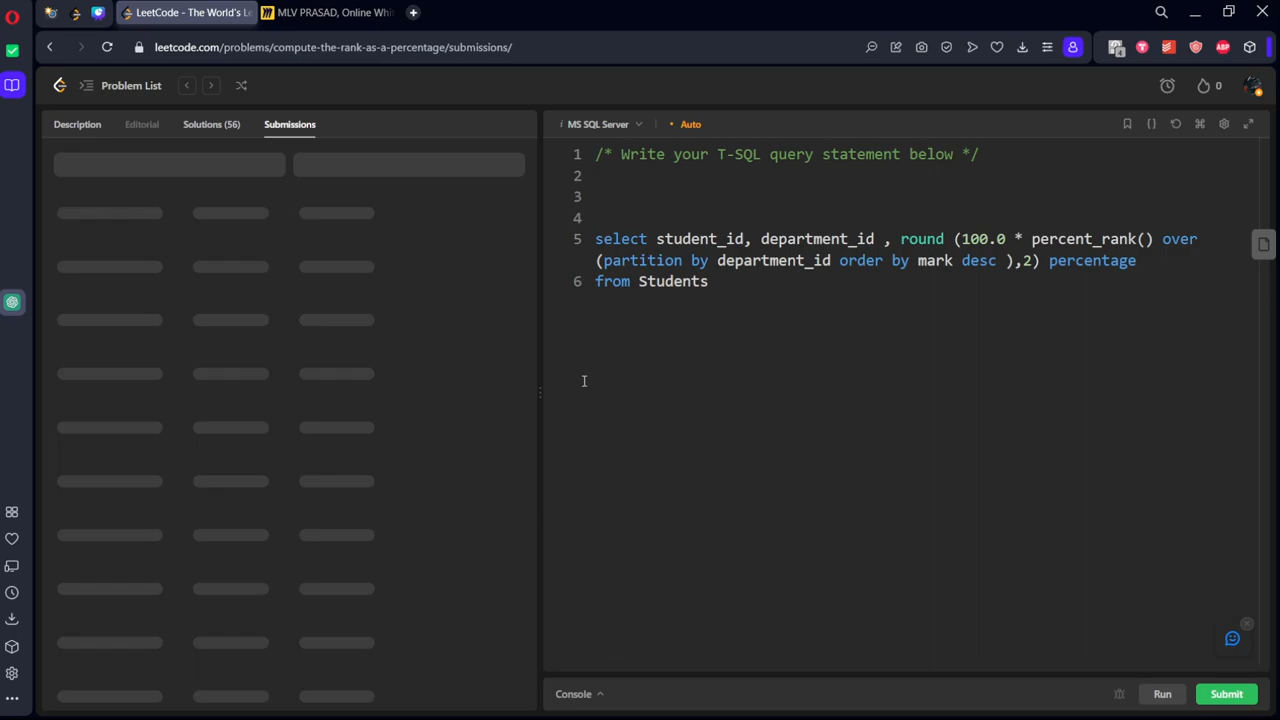 LeetCode - The World's Le
MLV PRASAD, Online Whit
leetcode.com/problems/compute-the-rank-as-a-percentage/submissions/
4
ABP
Problem List
0
Description
Editorial
Solutions (56)
Submissions
MS SQL Server
• Auto
1 /* Write your T-SQL query statement below */
2
3
4
5 select student_id, department_id , round (100.0 * percent_rank() over
(partition by department_id order by mark desc ),2) percentage
6 from Students
Console
Run
Submit